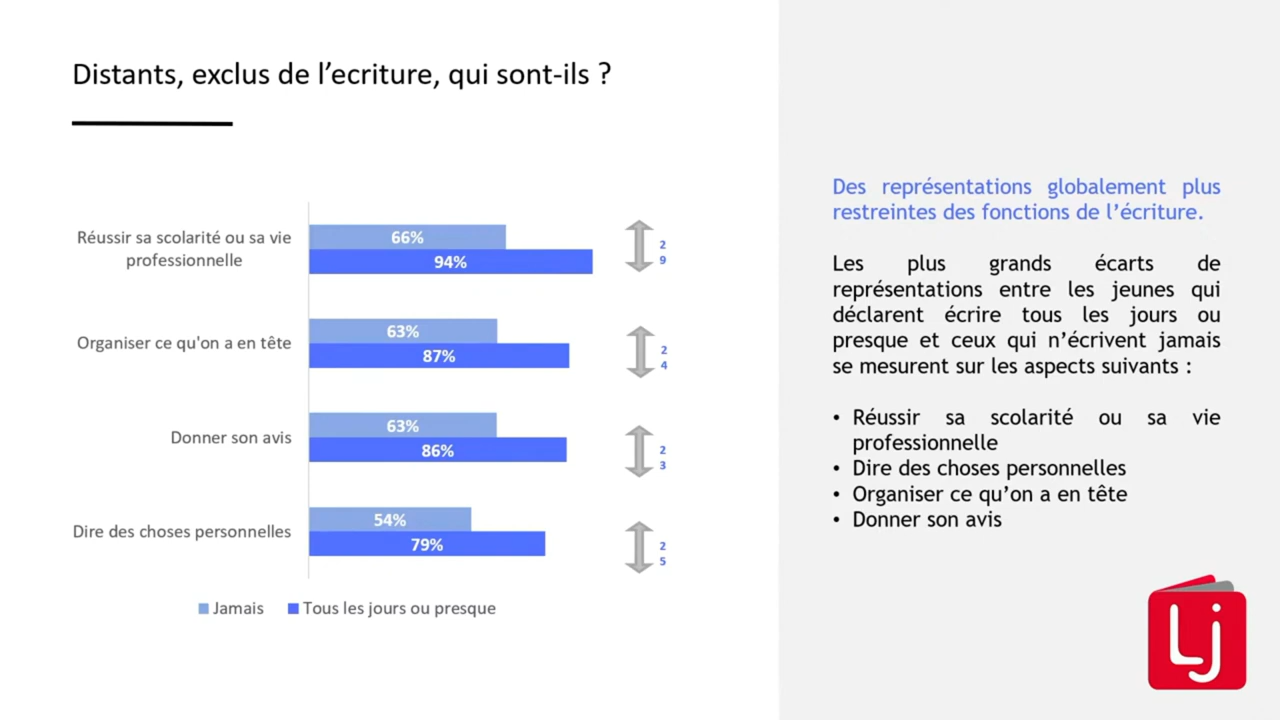 Distants, exclus de l’ecriture, qui sont-ils ?
Réussir sa scolarité ou sa vie
professionnelle
66%
94%
2
9
Organiser ce qu'on a en tête
63%
87%
2
4
Donner son avis
63%
86%
2
3
Dire des choses personnelles
54%
79%
2
5
Jamais
Tous les jours ou presque
Des représentations globalement plus
restreintes des fonctions de l’écriture.
Les plus grands écarts de
représentations entre les jeunes qui
déclarent écrire tous les jours ou
presque et ceux qui n’écrivent jamais
se mesurent sur les aspects suivants :
• Réussir sa scolarité ou sa vie
professionnelle
• Dire des choses personnelles
• Organiser ce qu’on a en tête
• Donner son avis
Lj